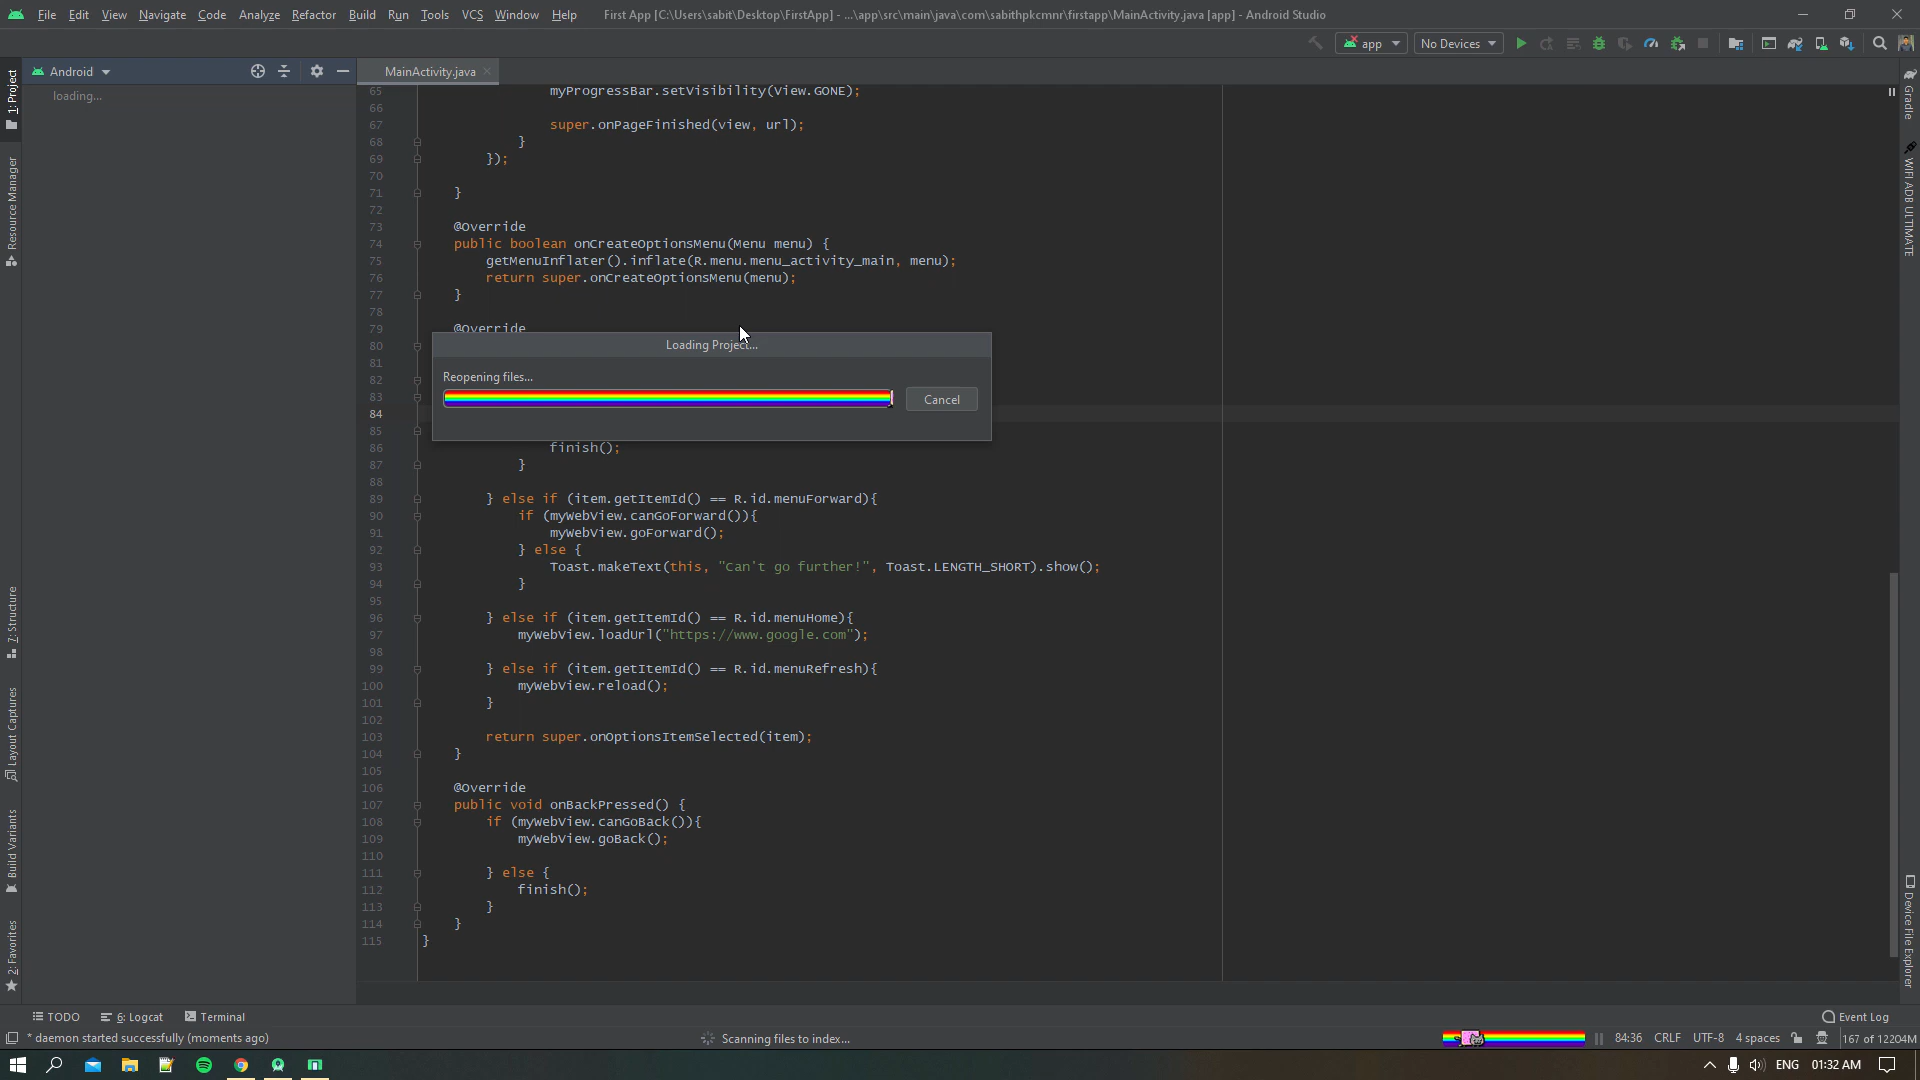 File Edit View Navigate Code Analyze Refactor Build Run Tools VCS Window Help First App [C:\Users\sabit\Desktop\FirstApp] - ...\app\src\main\java\com\sabithpkcmnr\firstapp\MainActivity.java [app] - Android Studio
app No Devices
Android MainActivity.java
loading...
1: Project
Resource Manager
7: Structure
Layout Captures
Build Variants
2: Favorites
65 myProgressBar.setVisibility(View.GONE);
66
67 super.onPageFinished(view, url);
68 }
69 });
70
71 }
72
73 @Override
74 public boolean onCreateOptionsMenu(Menu menu) {
75 getMenuInflater().inflate(R.menu.menu_activity_main, menu);
76 return super.onCreateOptionsMenu(menu);
77 }
78
79 @Override
80
81
82
83
84
85
86 finish();
87 }
88
89 } else if (item.getItemId() == R.id.menuForward){
90 if (myWebView.canGoForward()){
91 myWebView.goForward();
92 } else {
93 Toast.makeText(this, "Can't go further!", Toast.LENGTH_SHORT).show();
94 }
95
96 } else if (item.getItemId() == R.id.menuHome){
97 myWebView.loadUrl("https://www.google.com");
98
99 } else if (item.getItemId() == R.id.menuRefresh){
100 myWebView.reload();
101 }
102
103 return super.onOptionsItemSelected(item);
104 }
105
106 @Override
107 public void onBackPressed() {
108 if (myWebView.canGoBack()){
109 myWebView.goBack();
110
111 } else {
112 finish();
113 }
114 }
115 }
Loading Project...
Reopening files...
Cancel
Gradle
WIFI ADB ULTIMATE
Device File Explorer
TODO 6: Logcat Terminal Event Log
* daemon started successfully (moments ago) Scanning files to index... 84:36 CRLF UTF-8 4 spaces 167 of 12204M
ENG 01:32 AM